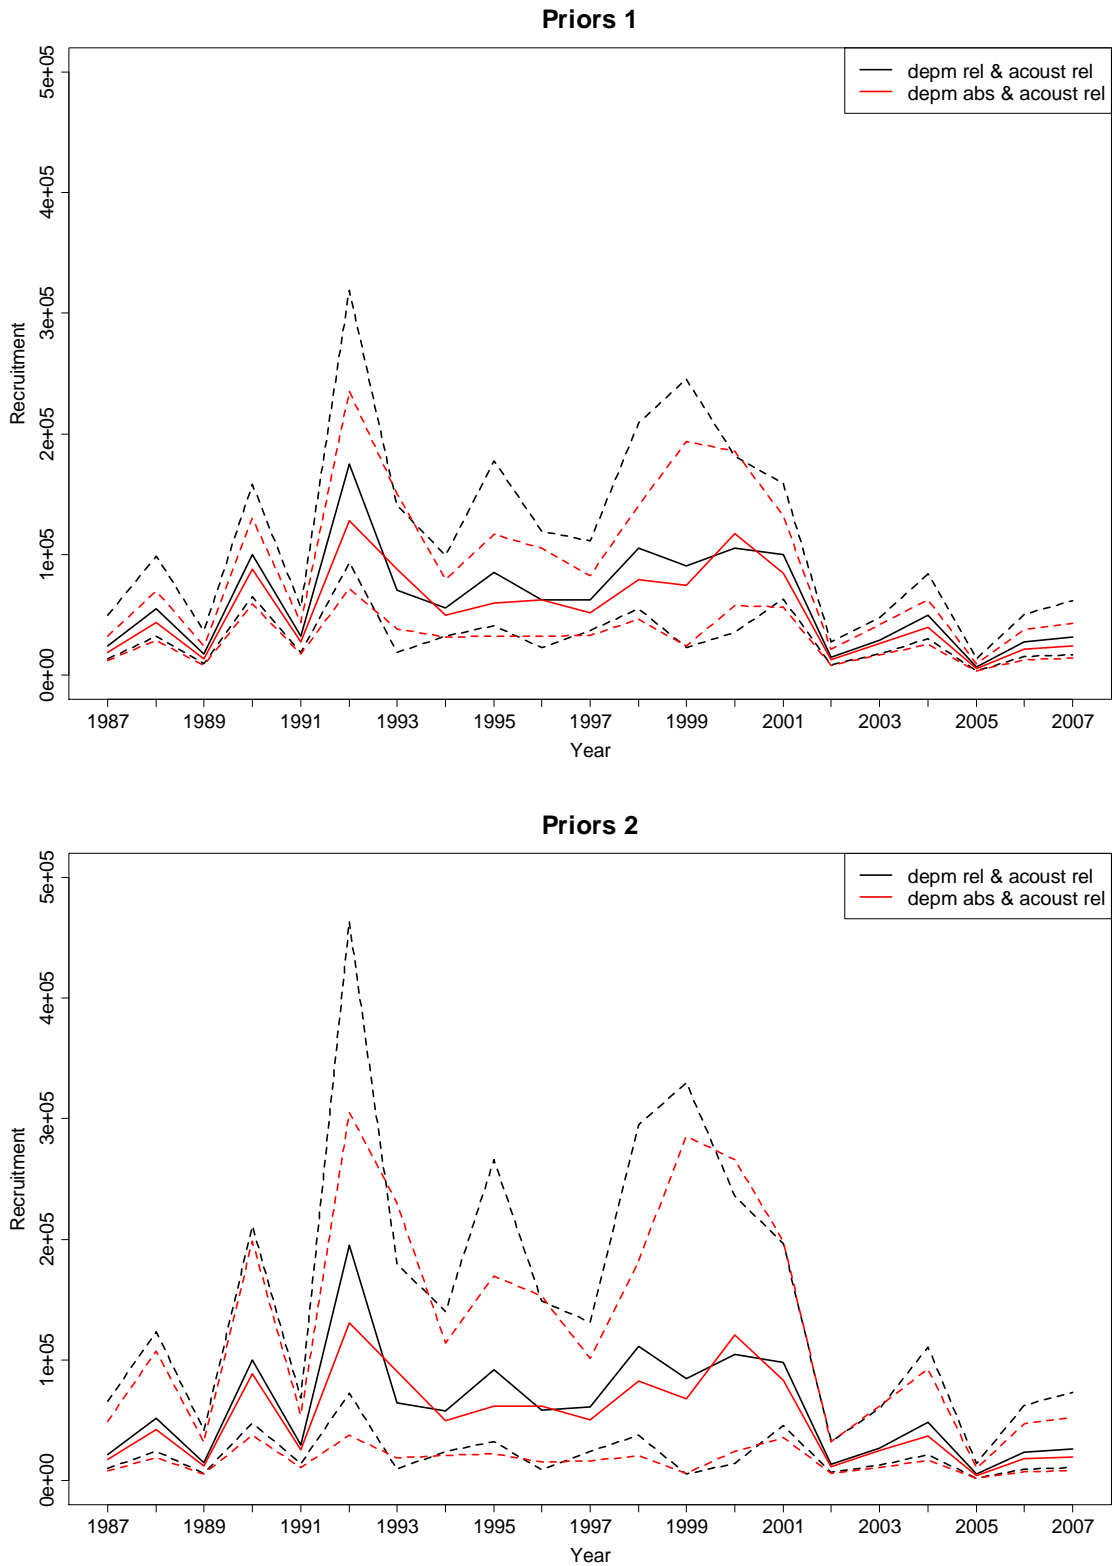 Priors 1
depm rel & acoust rel
depm abs & acoust rel
5e+05
4e+05
3e+05
2e+05
1e+05
0e+00
Recruitment
1987 1989 1991 1993 1995 1997 1999 2001 2003 2005 2007
Year
Priors 2
depm rel & acoust rel
depm abs & acoust rel
5e+05
4e+05
3e+05
2e+05
1e+05
0e+00
Recruitment
1987 1989 1991 1993 1995 1997 1999 2001 2003 2005 2007
Year